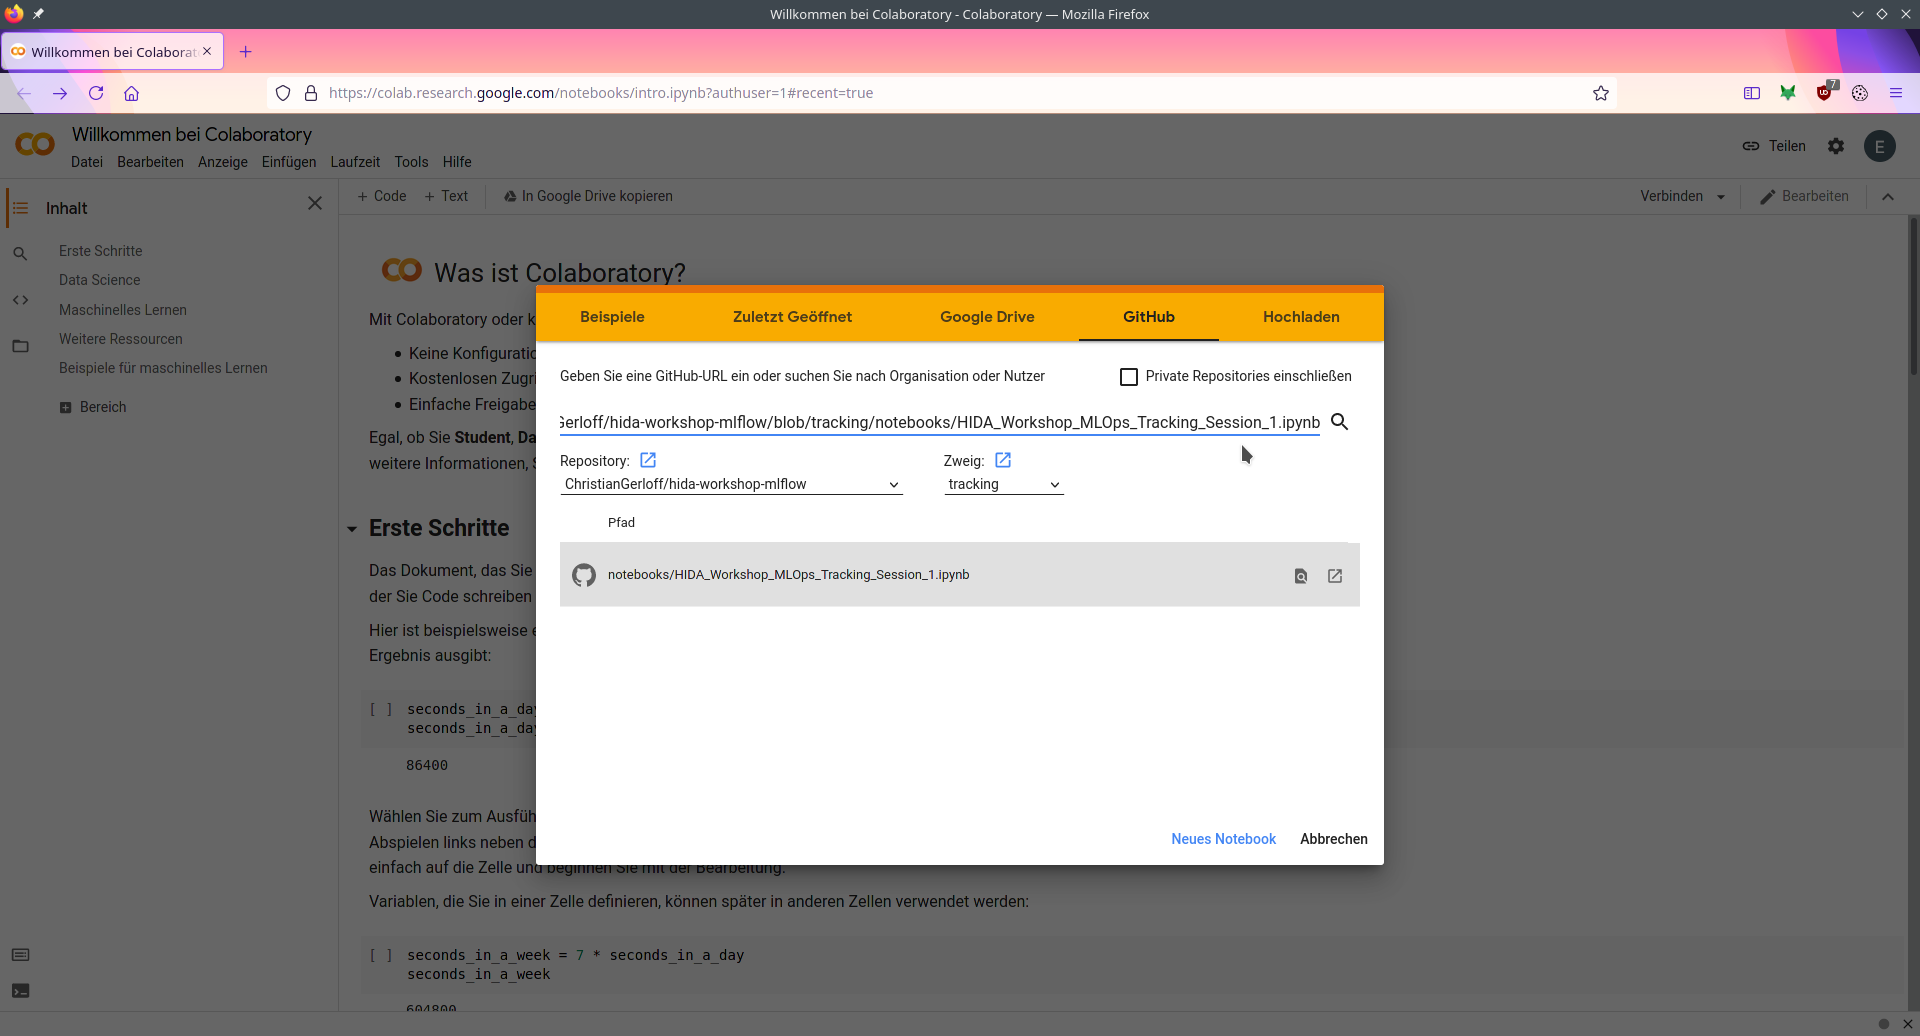 Willkommen bei Colaboratory - Colaboratory — Mozilla Firefox
Willkommen bei Colaborat
https://colab.research.google.com/notebooks/intro.ipynb?authuser=1#recent=true
7
Willkommen bei Colaboratory
Datei Bearbeiten Anzeige Einfügen Laufzeit Tools Hilfe
Teilen
E
+ Code + Text In Google Drive kopieren
Verbinden
Bearbeiten
Inhalt
Erste Schritte
Data Science
Maschinelles Lernen
Weitere Ressourcen
Beispiele für maschinelles Lernen
Bereich
Was ist Colaboratory?
Mit Colaboratory oder k
Keine Konfiguratio
Kostenlosen Zugri
Einfache Freigabe
Egal, ob Sie Student, Da
weitere Informationen, S
Erste Schritte
Das Dokument, das Sie
der Sie Code schreiben
Hier ist beispielsweise e
Ergebnis ausgibt:
[ ] seconds_in_a_day
seconds_in_a_day
86400
Wählen Sie zum Ausfüh
Abspielen links neben d
einfach auf die Zelle und beginnen Sie mit der Bearbeitung.
Variablen, die Sie in einer Zelle definieren, können später in anderen Zellen verwendet werden:
[ ] seconds_in_a_week = 7 * seconds_in_a_day
seconds_in_a_week
604800
Beispiele Zuletzt Geöffnet Google Drive GitHub Hochladen
Geben Sie eine GitHub-URL ein oder suchen Sie nach Organisation oder Nutzer
Private Repositories einschließen
Gerloff/hida-workshop-mlflow/blob/tracking/notebooks/HIDA_Workshop_MLOps_Tracking_Session_1.ipynb
Repository: Zweig:
ChristianGerloff/hida-workshop-mlflow tracking
Pfad
notebooks/HIDA_Workshop_MLOps_Tracking_Session_1.ipynb
Neues Notebook Abbrechen